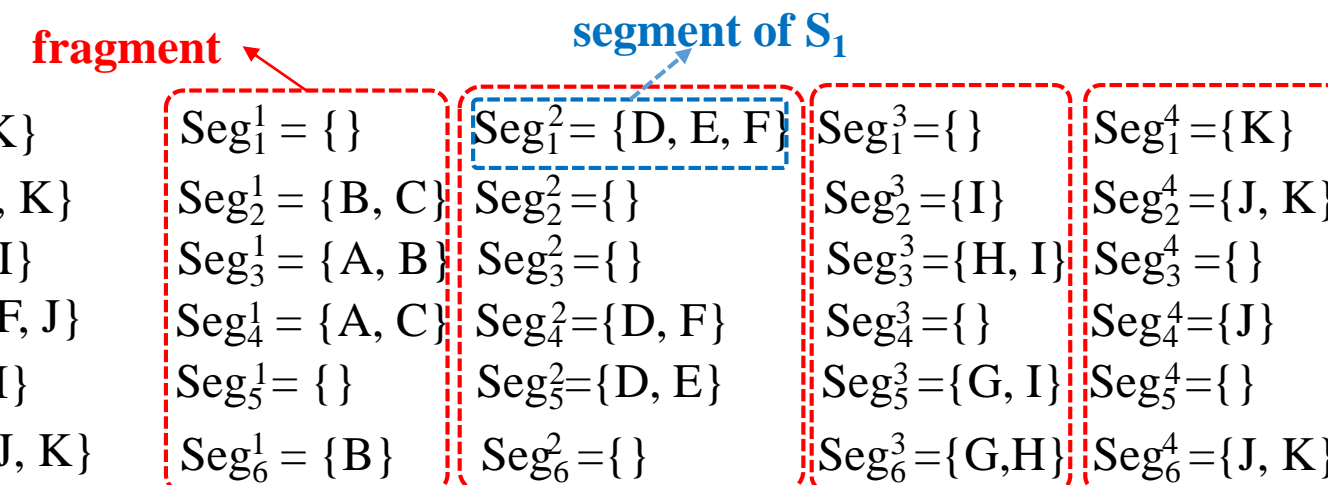 fragment
segment of S₁
K} Seg₁¹ = {} Seg₁² = {D, E, F} Seg₁³ ={} Seg₁⁴ ={K}
, K} Seg₂¹ = {B, C} Seg₂² ={} Seg₂³ ={I} Seg₂⁴ ={J, K}
I} Seg₃¹ = {A, B} Seg₃² ={} Seg₃³ ={H, I} Seg₃⁴ ={}
F, J} Seg₄¹ = {A, C} Seg₄² ={D, F} Seg₄³ ={} Seg₄⁴ ={J}
I} Seg₅¹ = {} Seg₅² ={D, E} Seg₅³ ={G, I} Seg₅⁴ ={}
J, K} Seg₆¹ = {B} Seg₆² ={} Seg₆³ ={G,H} Seg₆⁴ ={J, K}